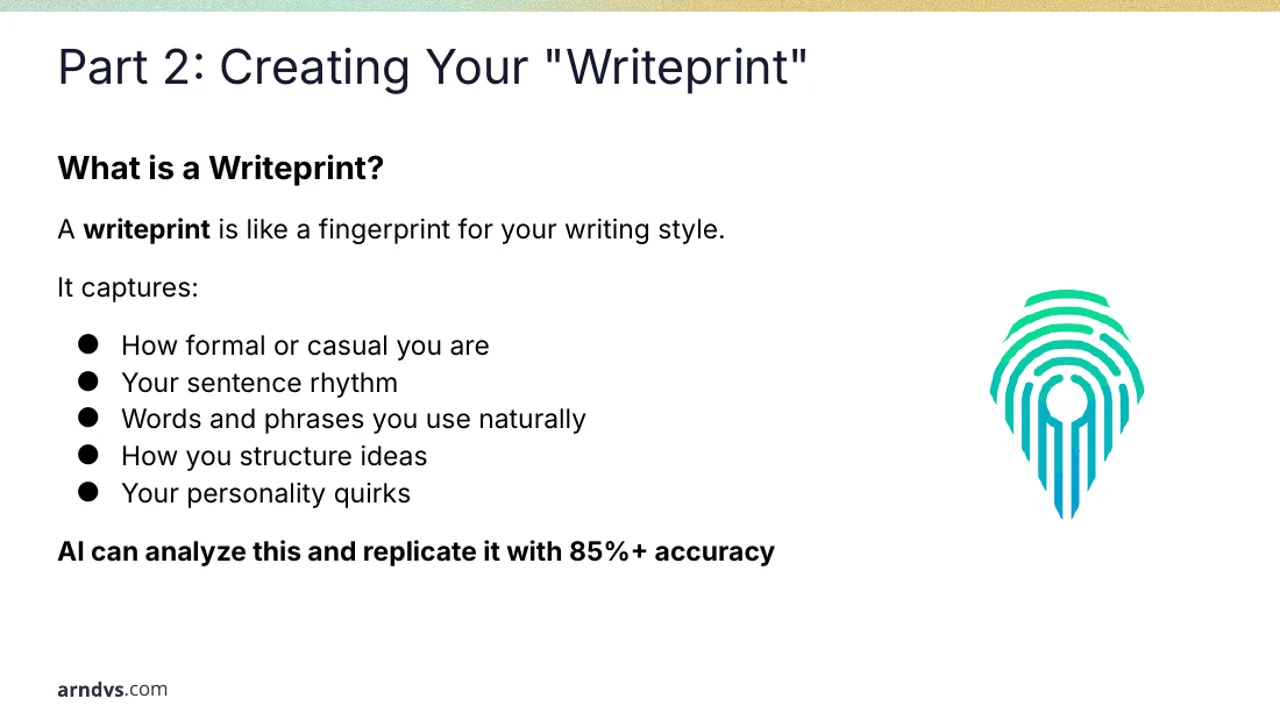 Part 2: Creating Your "Writeprint"
What is a Writeprint?
A writeprint is like a fingerprint for your writing style.
It captures:
● How formal or casual you are
● Your sentence rhythm
● Words and phrases you use naturally
● How you structure ideas
● Your personality quirks
AI can analyze this and replicate it with 85%+ accuracy
arndvs.com